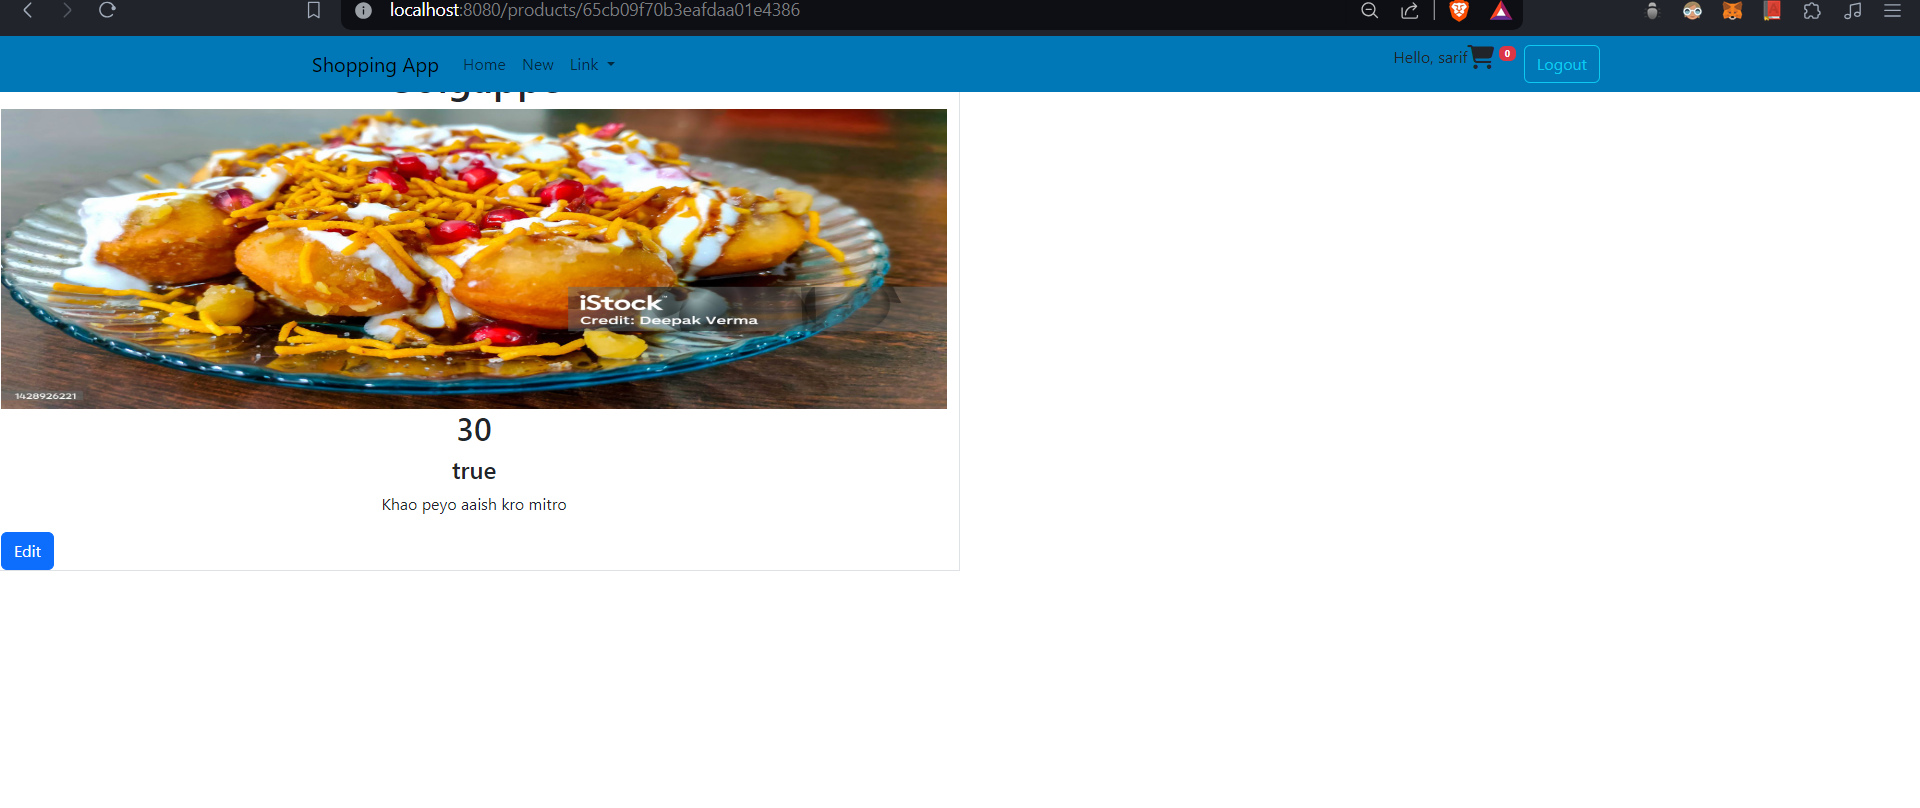 localhost:8080/products/65cb09f70b3eafdaa01e4386
Shopping App Home New Link Hello, sarif 0 Logout
iStock
Credit: Deepak Verma
1428926221
30
true
Khao peyo aaish kro mitro
Edit